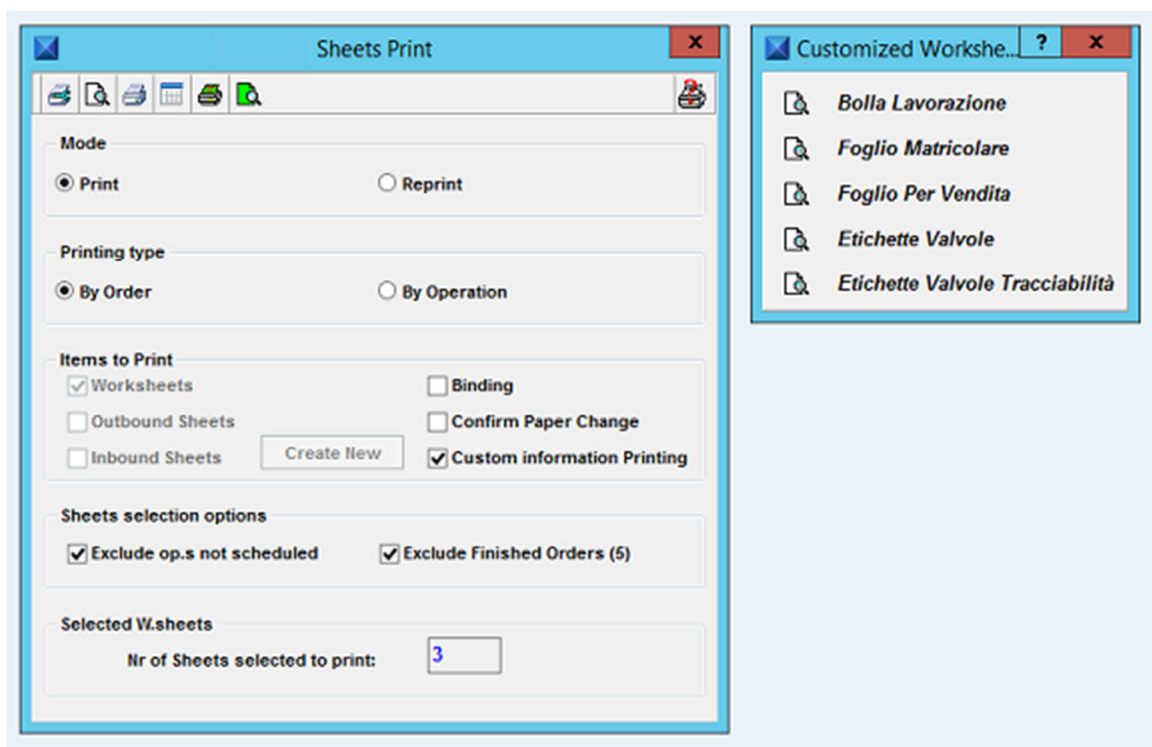 Sheets Print
x
Mode
Print
Reprint
Printing type
By Order
By Operation
Items to Print
Worksheets
Binding
Outbound Sheets
Confirm Paper Change
Inbound Sheets
Create New
Custom information Printing
Sheets selection options
Exclude op.s not scheduled
Exclude Finished Orders (5)
Selected W.sheets
Nr of Sheets selected to print:
3
Customized Workshe...
?
x
Bolla Lavorazione
Foglio Matricolare
Foglio Per Vendita
Etichette Valvole
Etichette Valvole Tracciabilità